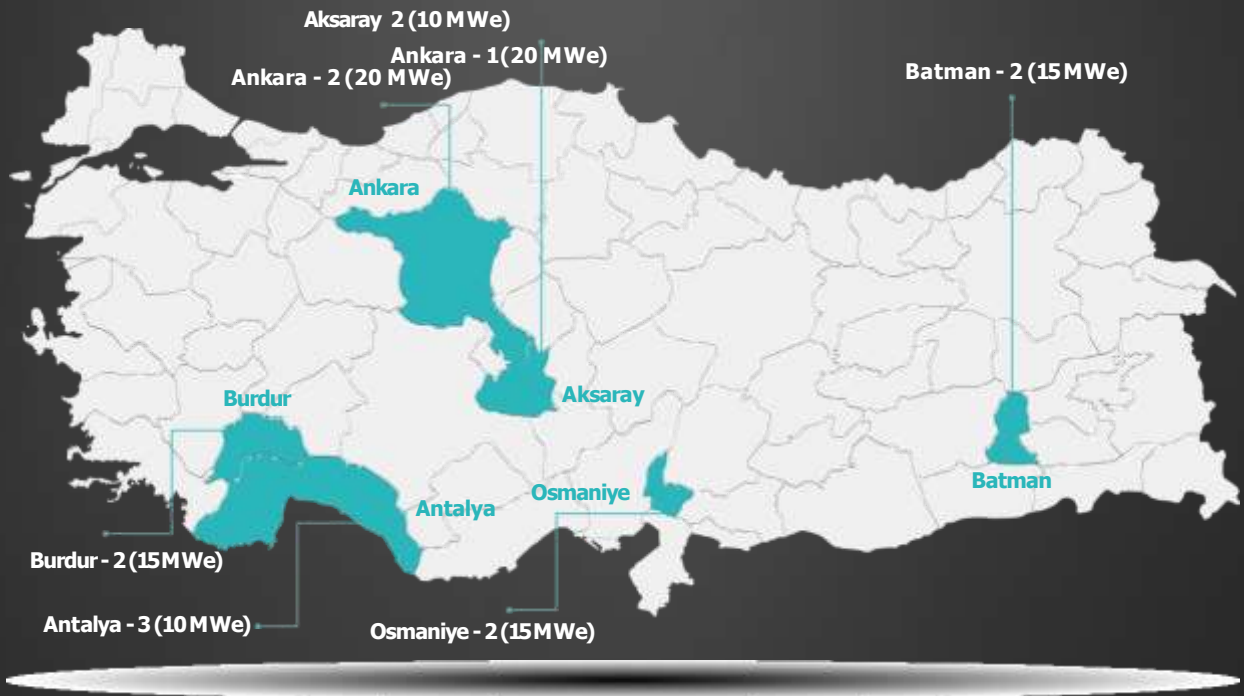 Aksaray 2 (10 MWe)
Ankara - 1(20 MWe)
Ankara - 2 (20 MWe)
Batman - 2 (15 MWe)
Ankara
Burdur
Aksaray
Batman
Osmaniye
Antalya
Burdur - 2 (15 MWe)
Antalya - 3 (10 MWe)
Osmaniye - 2 (15 MWe)